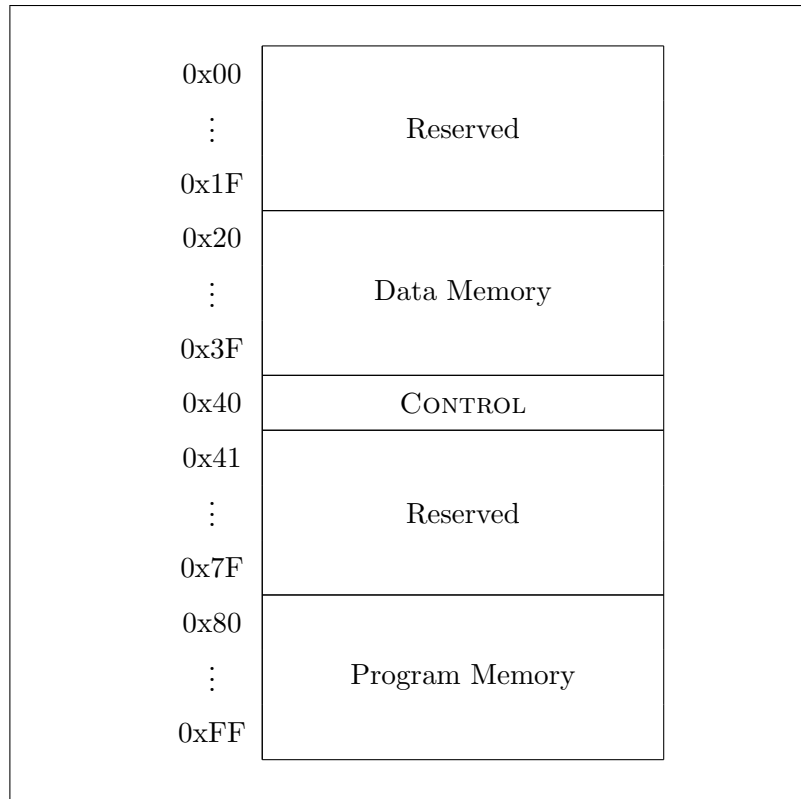 0x00
⋮ Reserved
0x1F
0x20
⋮ Data Memory
0x3F
0x40 CONTROL
0x41
⋮ Reserved
0x7F
0x80
⋮ Program Memory
0xFF